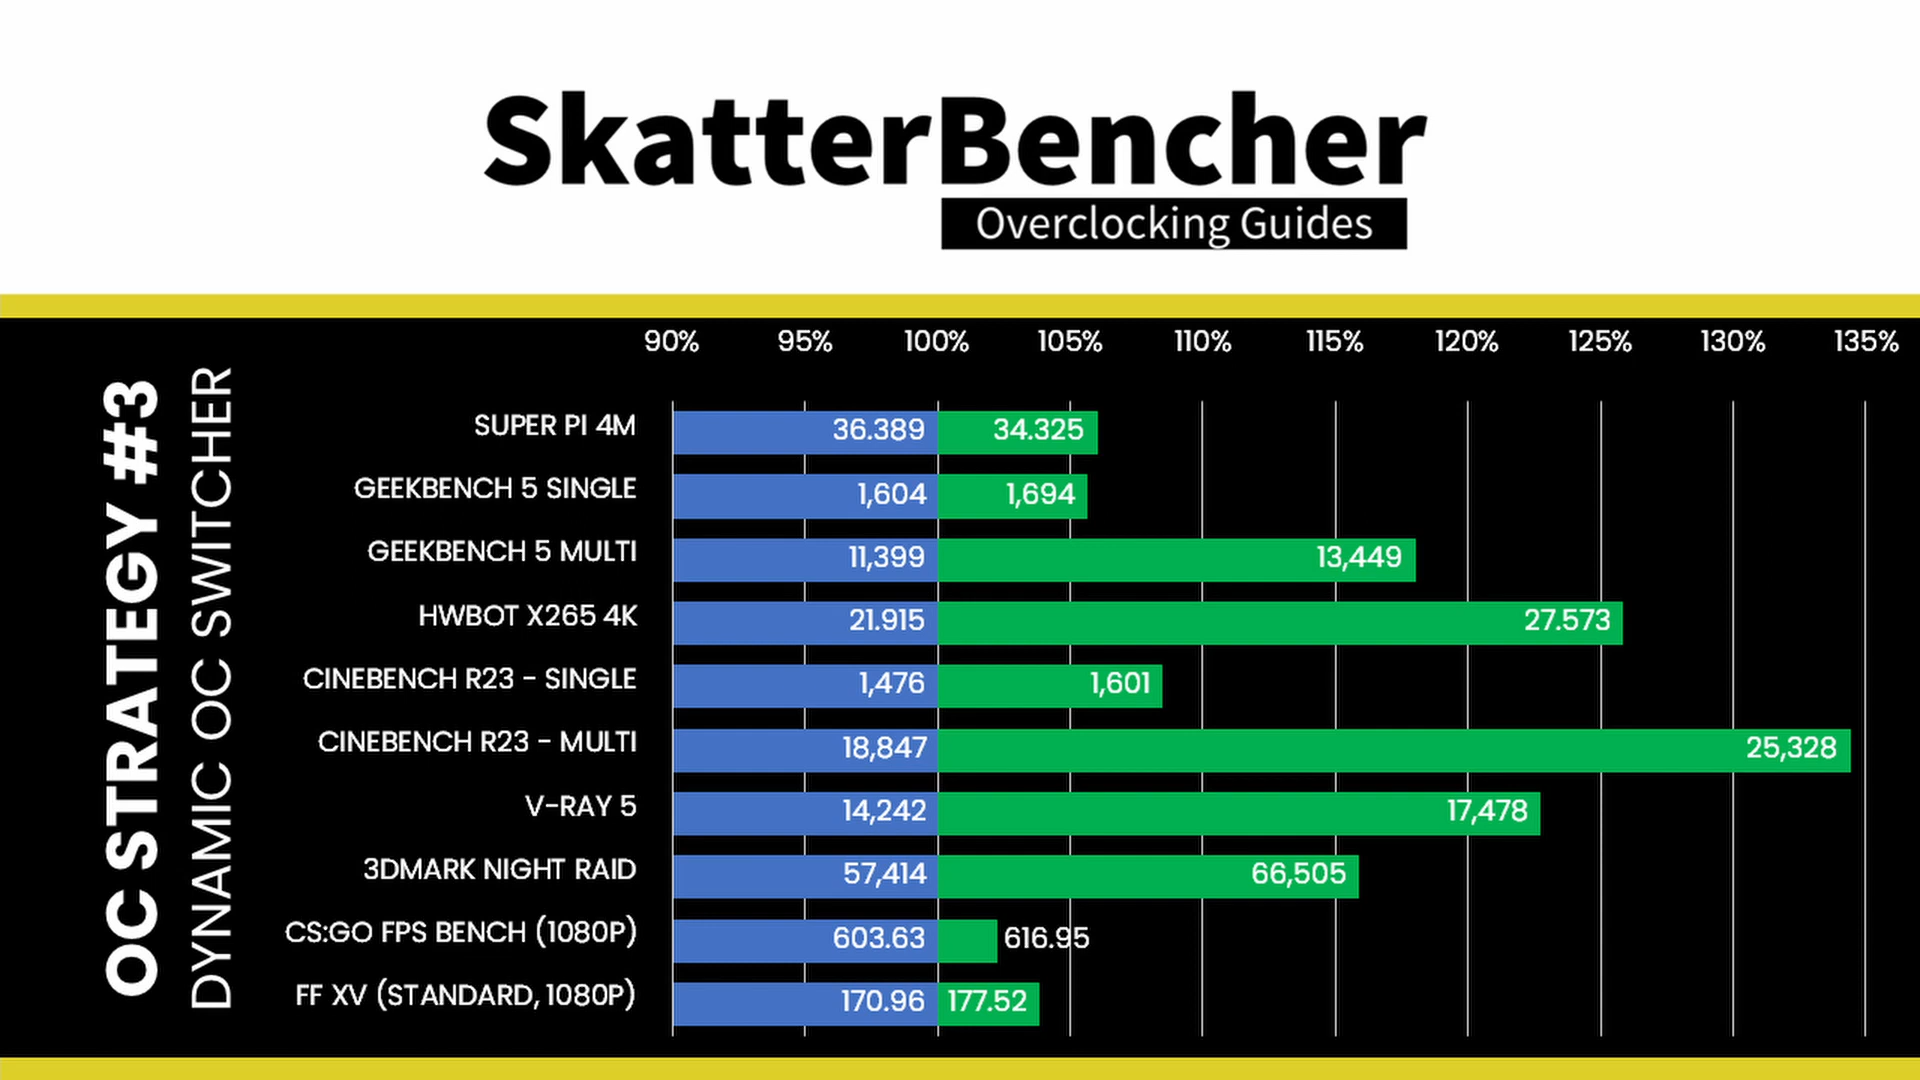 SkatterBencher
Overclocking Guides
90% 95% 100% 105% 110% 115% 120% 125% 130% 135%
OC STRATEGY #3
DYNAMIC OC SWITCHER
SUPER PI 4M 36.389 34.325
GEEKBENCH 5 SINGLE 1,604 1,694
GEEKBENCH 5 MULTI 11,399 13,449
HWBOT X265 4K 21.915 27.573
CINEBENCH R23 - SINGLE 1,476 1,601
CINEBENCH R23 - MULTI 18,847 25,328
V-RAY 5 14,242 17,478
3DMARK NIGHT RAID 57,414 66,505
CS:GO FPS BENCH (1080P) 603.63 616.95
FF XV (STANDARD, 1080P) 170.96 177.52